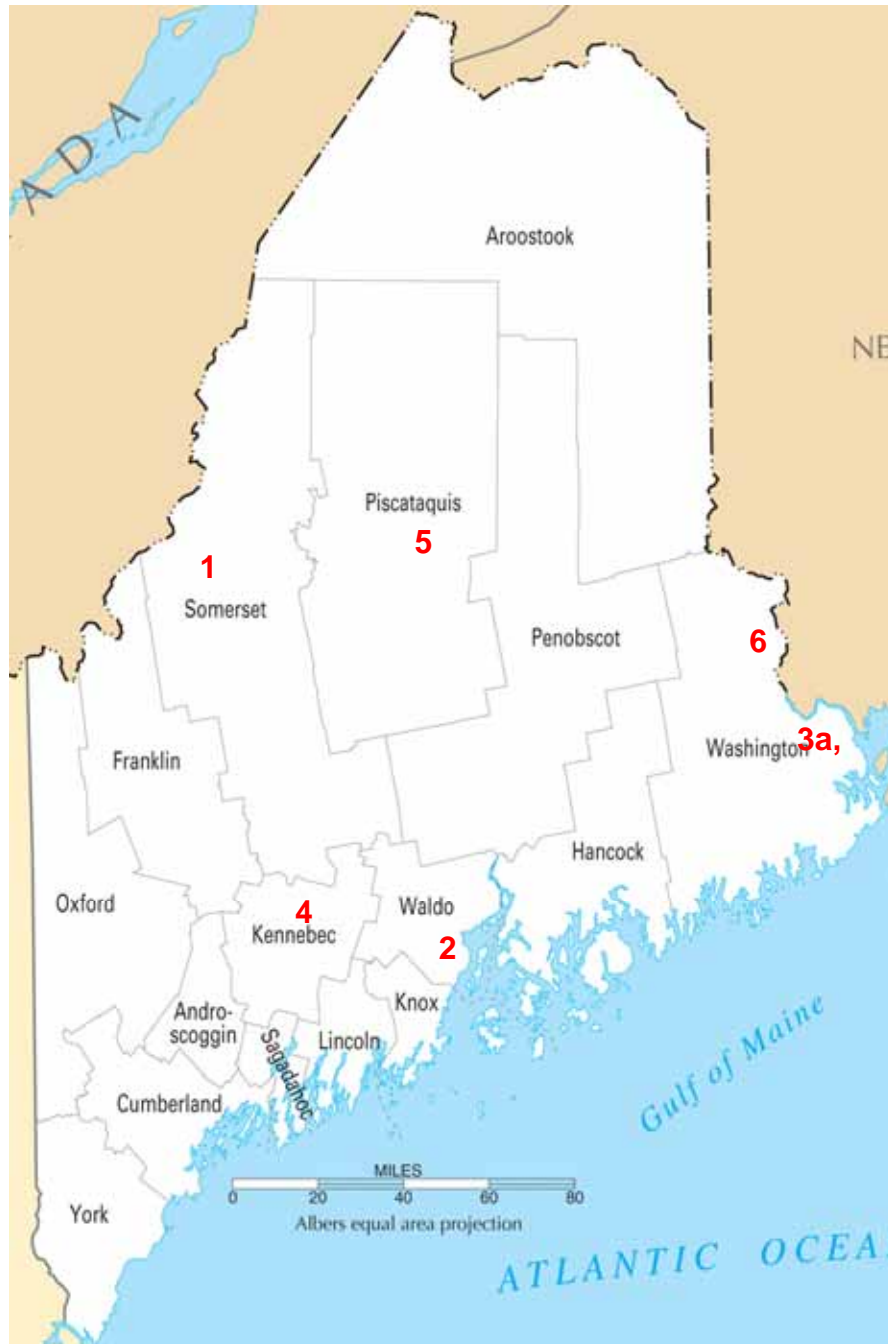 ADA
Aroostook
NE
Piscataquis
5
1
Somerset
Penobscot
6
3a,
Washington
Franklin
Hancock
Oxford
4
Kennebec
Waldo
2
Knox
Andro-
scoggin
Sagadahoc
Lincoln
Cumberland
Gulf of Maine
York
MILES
0 20 40 60 80
Albers equal area projection
ATLANTIC OCEA